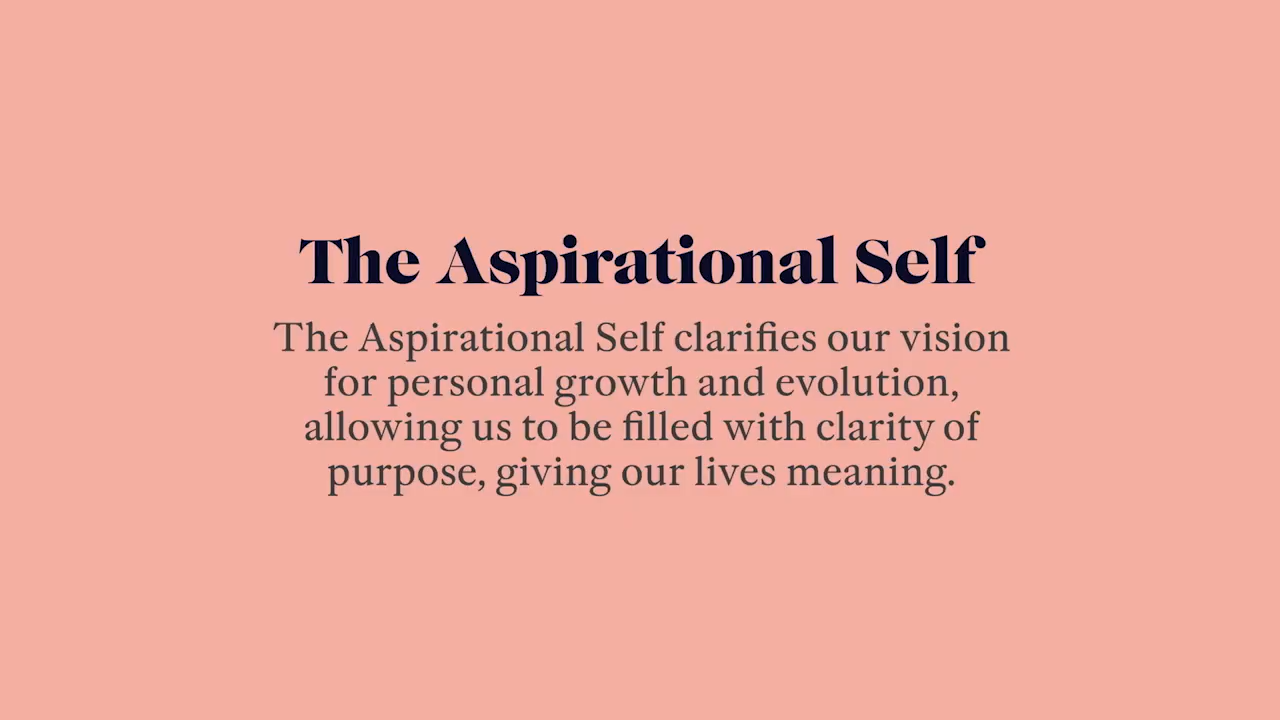 The Aspirational Self
The Aspirational Self clarifies our vision
for personal growth and evolution,
allowing us to be filled with clarity of
purpose, giving our lives meaning.